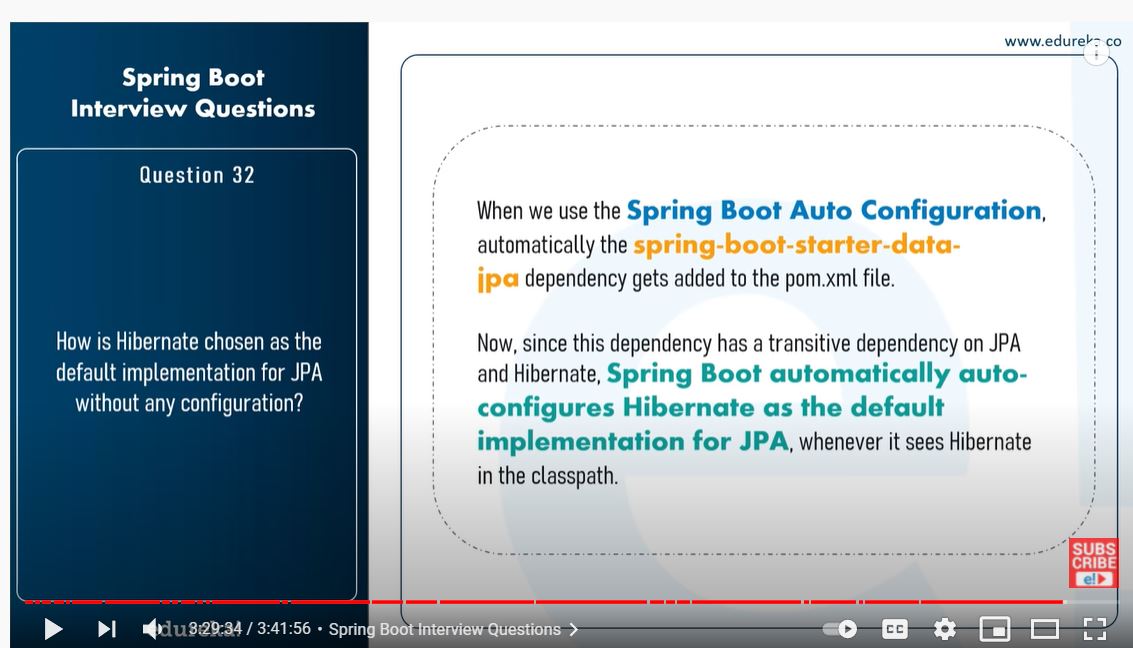 www.edureka.co
Spring Boot
Interview Questions
Question 32
How is Hibernate chosen as the
default implementation for JPA
without any configuration?
When we use the Spring Boot Auto Configuration,
automatically the spring-boot-starter-data-
jpa dependency gets added to the pom.xml file.
Now, since this dependency has a transitive dependency on JPA
and Hibernate, Spring Boot automatically auto-
configures Hibernate as the default
implementation for JPA, whenever it sees Hibernate
in the classpath.
SUBS
CRIBE
e!
3:29:34 / 3:41:56 • Spring Boot Interview Questions
CC